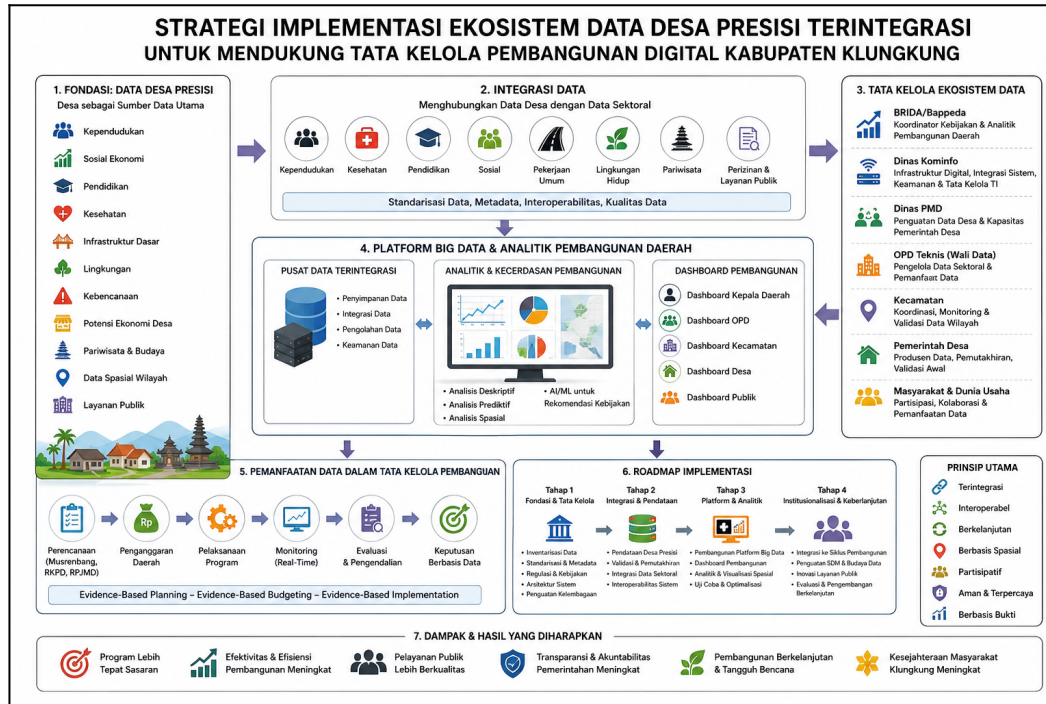 STRATEGI IMPLEMENTASI EKOSISTEM DATA DESA PRESISI TERINTEGRASI
UNTUK MENDUKUNG TATA KELOLA PEMBANGUNAN DIGITAL KABUPATEN KLUNGKUNG
1. FONDASI: DATA DESA PRESISI
Desa sebagai Sumber Data Utama
Kependudukan
Sosial Ekonomi
Pendidikan
Kesehatan
Infrastruktur Dasar
Lingkungan
Kebencanaan
Potensi Ekonomi Desa
Pariwisata & Budaya
Data Spasial Wilayah
Layanan Publik
2. INTEGRASI DATA
Menghubungkan Data Desa dengan Data Sektoral
Kependudukan
Kesehatan
Pendidikan
Sosial
Pekerjaan
Umum
Lingkungan
Hidup
Pariwisata
Perizinan &
Layanan Publik
Standarisasi Data, Metadata, Interoperabilitas, Kualitas Data
3. TATA KELOLA EKOSISTEM DATA
BRIDA/Bappeda
Koordinator Kebijakan & Analitik
Pembangunan Daerah
Dinas Kominfo
Infrastruktur Digital, Integrasi Sistem,
Keamanan & Tata Kelola TI
Dinas PMD
Penguatan Data Desa & Kapasitas
Pemerintah Desa
OPD Teknis (Wali Data)
Pengelola Data Sektoral &
Pemanfaat Data
Kecamatan
Koordinasi, Monitoring &
Validasi Data Wilayah
Pemerintah Desa
Produsen Data, Pemutakhiran,
Validasi Awal
Masyarakat & Dunia Usaha
Partisipasi, Kolaborasi &
Pemanfaatan Data
4. PLATFORM BIG DATA & ANALITIK PEMBANGUNAN DAERAH
PUSAT DATA TERINTEGRASI
• Penyimpanan Data
• Integrasi Data
• Pengolahan Data
• Keamanan Data
ANALITIK & KECERDASAN PEMBANGUNAN
• Analisis Deskriptif
• Analisis Prediktif
• Analisis Spasial
• AI/ML untuk
Rekomendasi Kebijakan
DASHBOARD PEMBANGUNAN
Dashboard Kepala Daerah
Dashboard OPD
Dashboard Kecamatan
Dashboard Desa
Dashboard Publik
5. PEMANFAATAN DATA DALAM TATA KELOLA PEMBANGUAN
Rp
Perencanaan
(Musrenbang,
RKPD, RPJMD)
Penganggaran
Daerah
Pelaksanaan
Program
Monitoring
(Real-Time)
Evaluasi
& Pengendalian
Keputusan
Berbasis Data
Evidence-Based Planning – Evidence-Based Budgeting – Evidence-Based Implementation
6. ROADMAP IMPLEMENTASI
Tahap 1
Fondasi & Tata Kelola
• Inventarisasi Data
• Standarisasi & Metadata
• Regulasi & Kebijakan
• Arsitektur Sistem
• Penguatan Kelembagaan
Tahap 2
Integrasi & Pendataan
• Pendataan Desa Presisi
• Validasi & Pemutakhiran
• Integrasi Data Sektoral
• Interoperabilitas Sistem
Tahap 3
Platform & Analitik
• Pembangunan Platform Big Data
• Dashboard Pembangunan
• Analitik & Visualisasi Spasial
• Uji Coba & Optimalisasi
Tahap 4
Institusionalisasi & Keberlanjutan
• Integrasi ke Siklus Pembangunan
• Penguatan SDM & Budaya Data
• Inovasi Layanan Publik
• Evaluasi & Pengembangan
Berkelanjutan
PRINSIP UTAMA
Terintegrasi
Interoperabel
Berkelanjutan
Berbasis Spasial
Partisipatif
Aman & Terpercaya
Berbasis Bukti
7. DAMPAK & HASIL YANG DIHARAPKAN
Program Lebih
Tepat Sasaran
Efektivitas & Efisiensi
Pembangunan Meningkat
Pelayanan Publik
Lebih Berkualitas
Transparansi & Akuntabilitas
Pemerintahan Meningkat
Pembangunan Berkelanjutan
& Tangguh Bencana
Kesejahteraan Masyarakat
Klungkung Meningkat